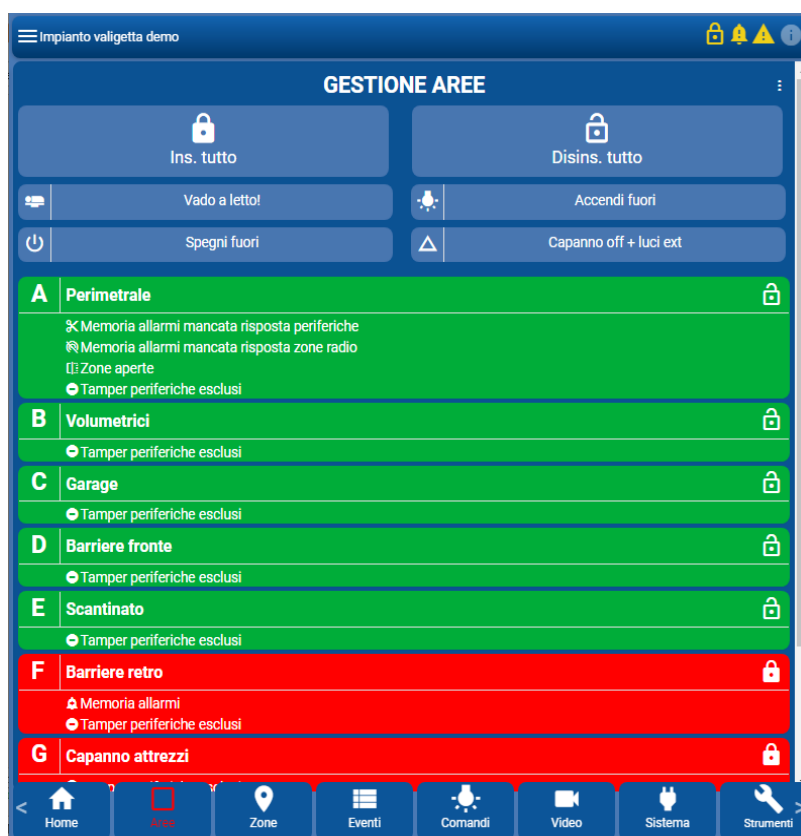 Impianto valigetta demo
GESTIONE AREE
Ins. tutto
Disins. tutto
Vado a letto!
Accendi fuori
Spegni fuori
Capanno off + luci ext
A Perimetrale
Memoria allarmi mancata risposta periferiche
Memoria allarmi mancata risposta zone radio
Zone aperte
Tamper periferiche esclusi
B Volumetrici
Tamper periferiche esclusi
C Garage
Tamper periferiche esclusi
D Barriere fronte
Tamper periferiche esclusi
E Scantinato
Tamper periferiche esclusi
F Barriere retro
Memoria allarmi
Tamper periferiche esclusi
G Capanno attrezzi
< Home Aree Zone Eventi Comandi Video Sistema Strumenti >